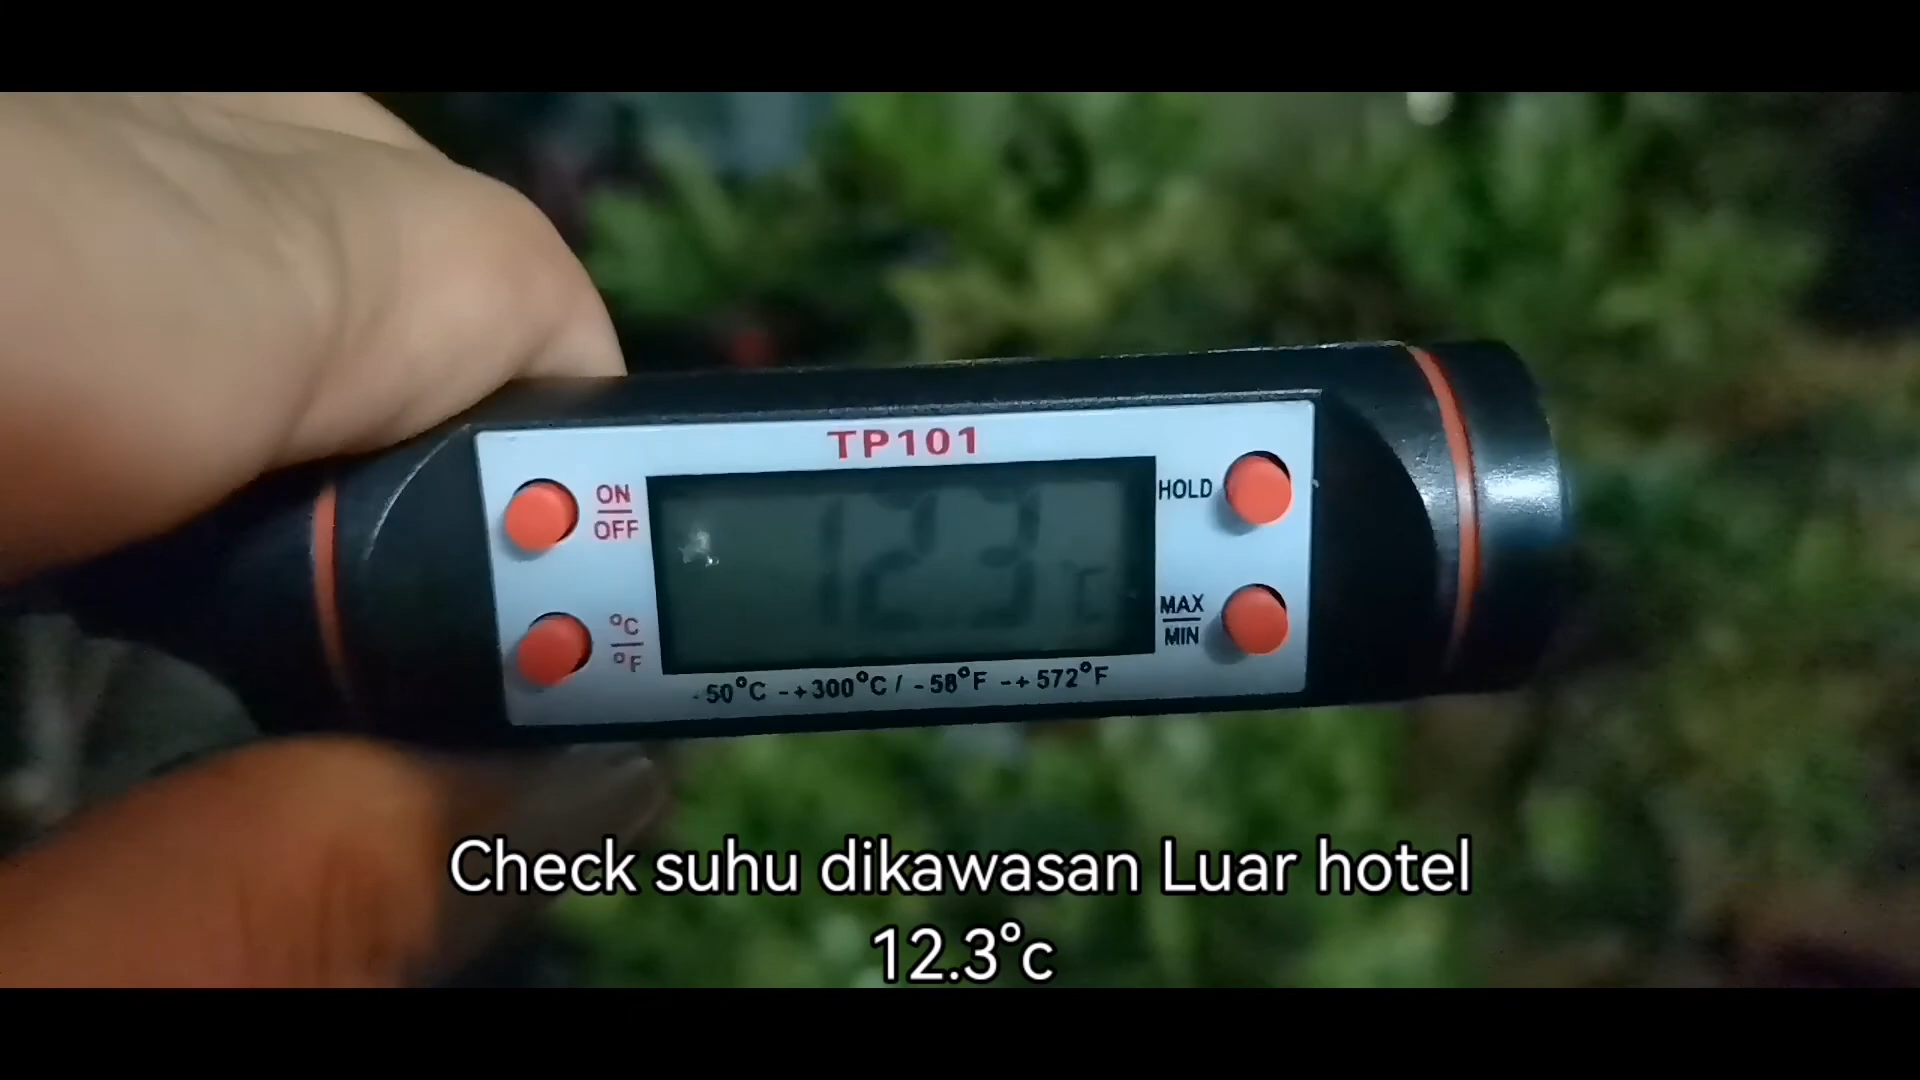 TP101
ON
OFF
°C
°F
12.3 °C
HOLD
MAX
MIN
-50°C -+300°C / -58°F -+572°F
Check suhu dikawasan Luar hotel
12.3°c